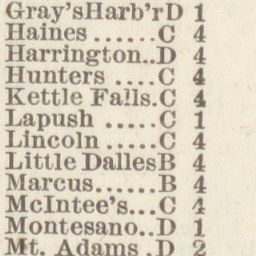 Gray'sHarb'rD 1
Haines ......C 4
Harrington..D 4
Hunters ....C 4
Kettle Falls.C 4
Lapush .....C 1
Lincoln .....C 4
Little DallesB 4
Marcus......B 4
McIntee's...C 4
Montesano..D 1
Mt. Adams .D 2